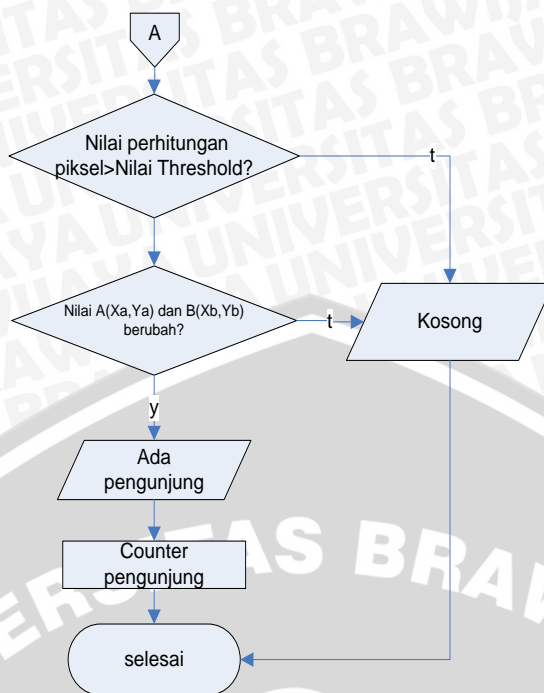 A
Nilai perhitungan
piksel>Nilai Threshold?
t
Nilai A(Xa,Ya) dan B(Xb,Yb)
berubah?
t
Kosong
y
Ada
pengunjung
Counter
pengunjung
selesai